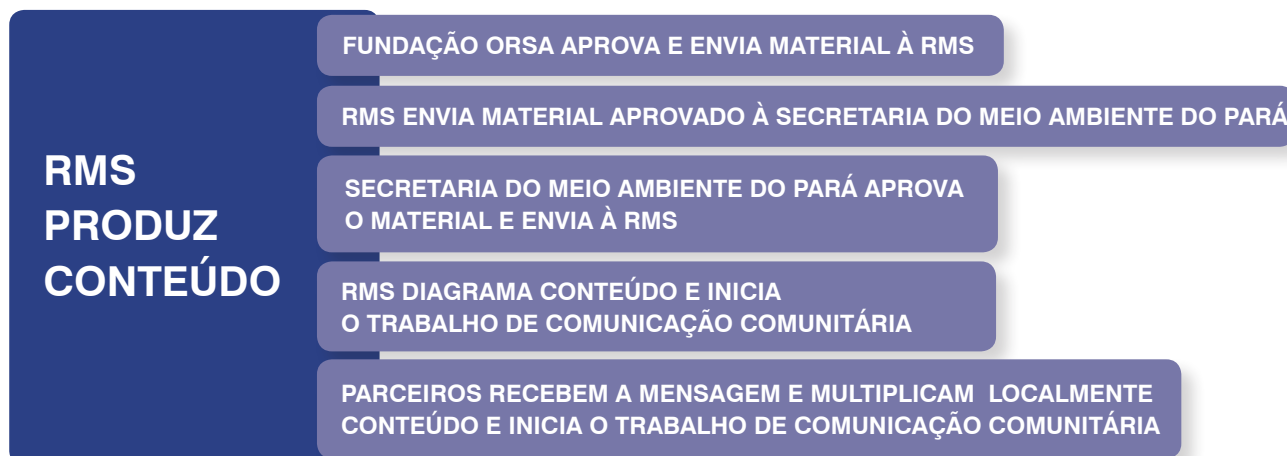 RMS
PRODUZ
CONTEÚDO
FUNDAÇÃO ORSA APROVA E ENVIA MATERIAL À RMS
RMS ENVIA MATERIAL APROVADO À SECRETARIA DO MEIO AMBIENTE DO PARÁ
SECRETARIA DO MEIO AMBIENTE DO PARÁ APROVA
O MATERIAL E ENVIA À RMS
RMS DIAGRAMA CONTEÚDO E INICIA
O TRABALHO DE COMUNICAÇÃO COMUNITÁRIA
PARCEIROS RECEBEM A MENSAGEM E MULTIPLICAM LOCALMENTE
CONTEÚDO E INICIA O TRABALHO DE COMUNICAÇÃO COMUNITÁRIA